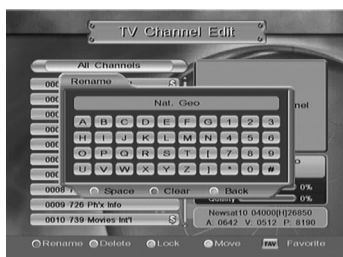 TV Channel Edit
All Channels
Rename
Nat. Geo
A B C D E F G 1 2 3
H I J K L M N 4 5 6
O P Q R S T [ 7 8 9
U V W X Y Z ] * 0 #
Space Clear Back
0%
Quality 0%
0009 726 Ph'x Info
0010 739 Movies Int'l $
Newsat10 04000[H]26850
A: 0642 V: 0512 P: 8190
Rename Delete Lock Move FAV Favorite